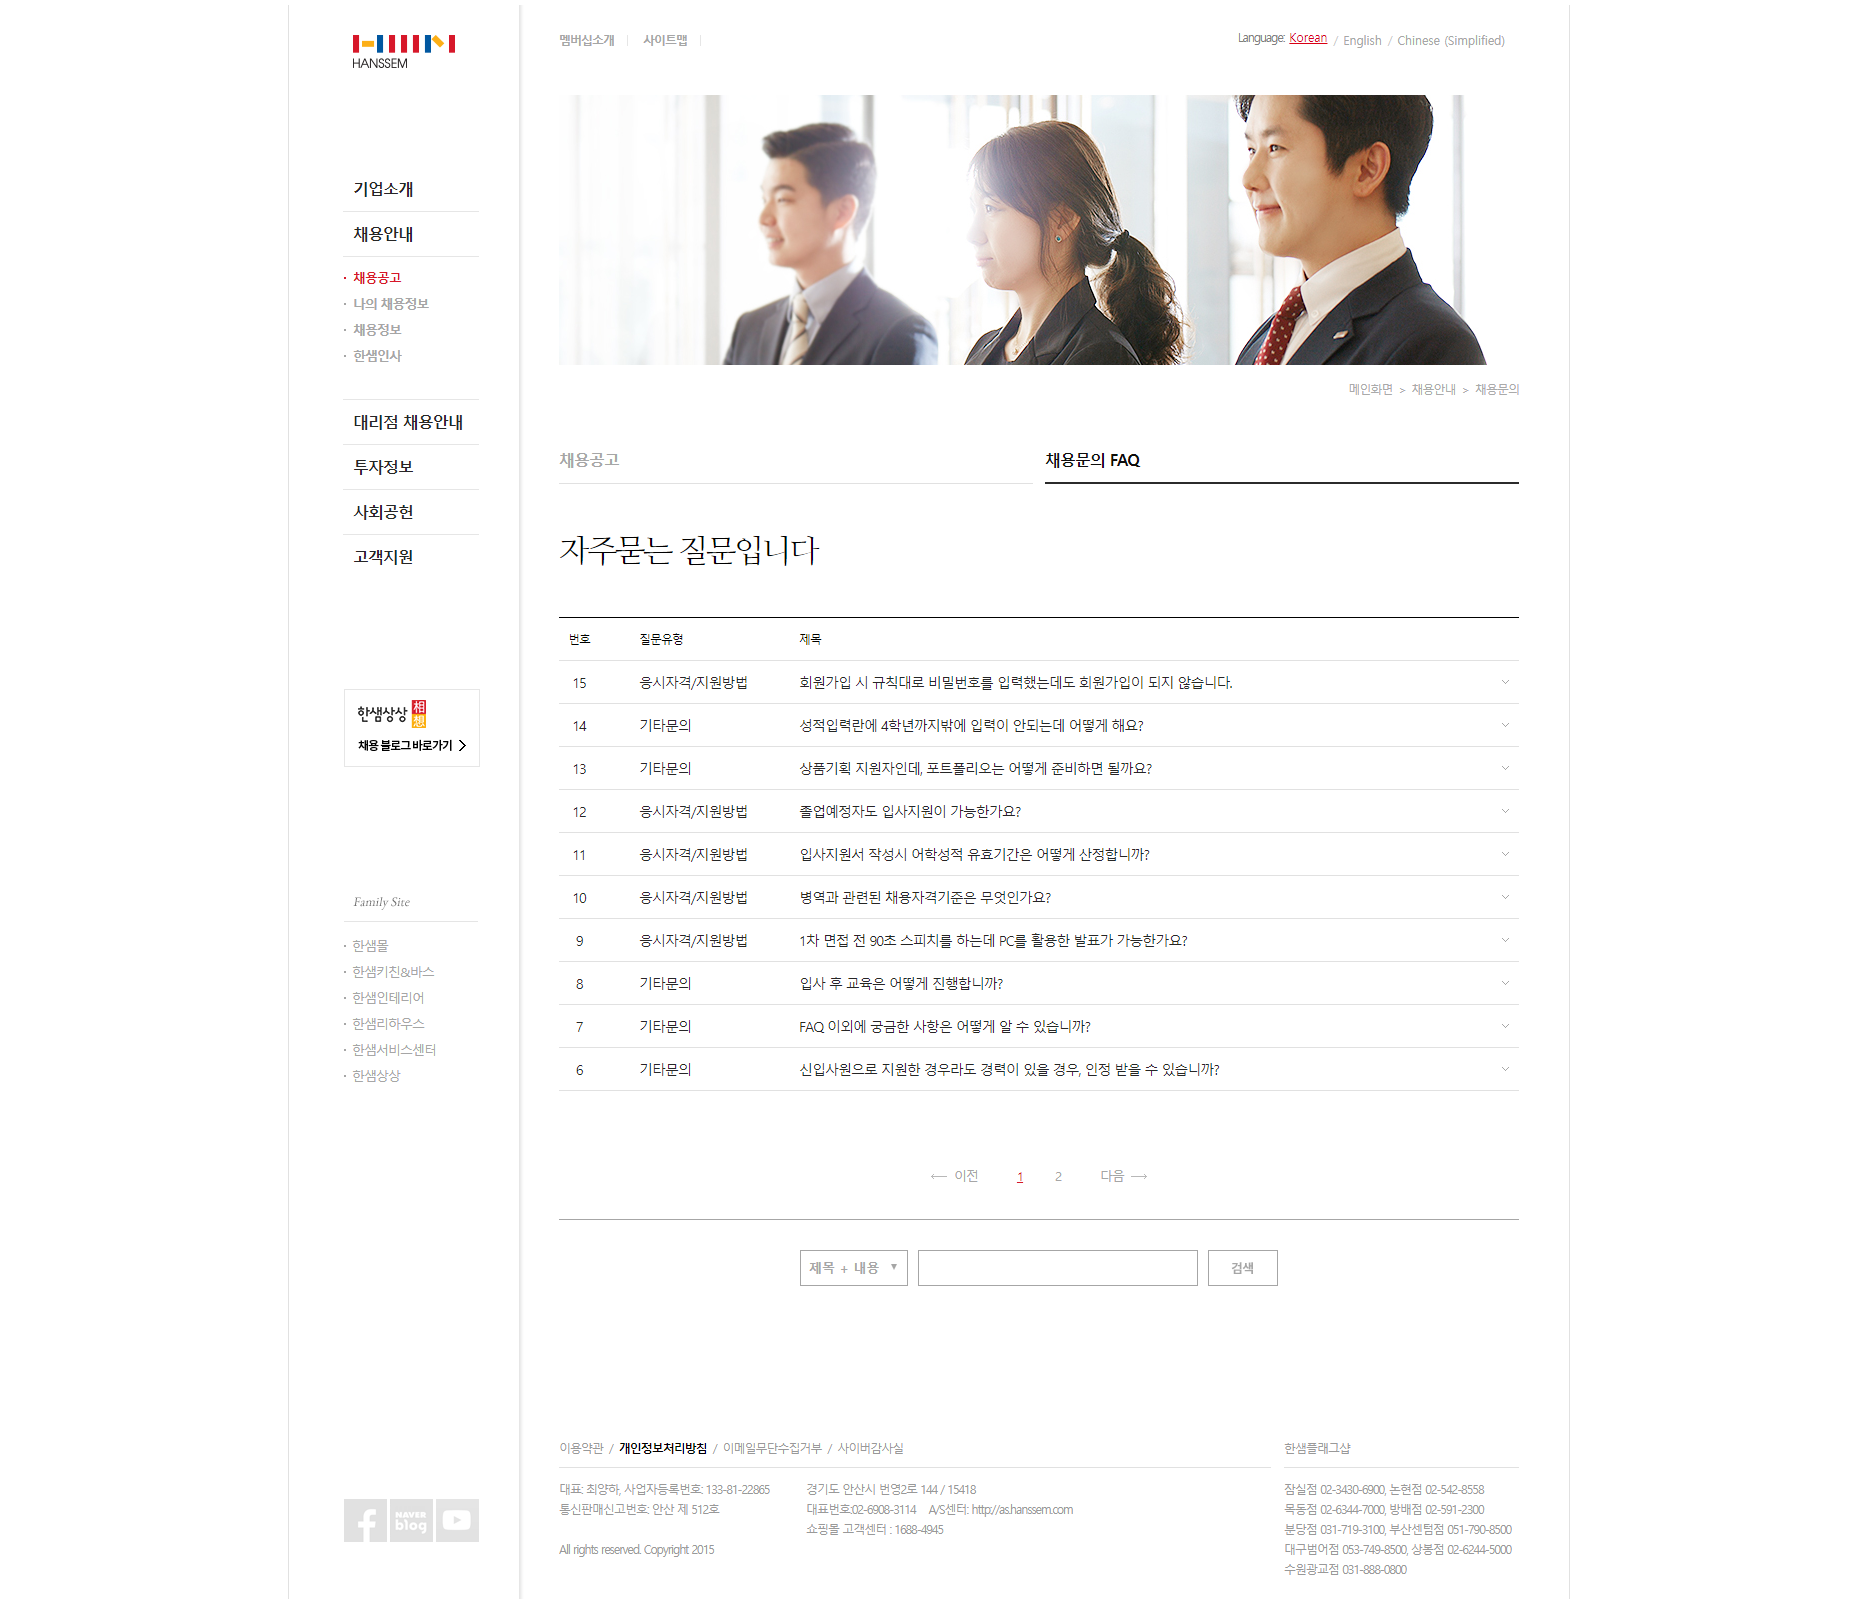 HANSSEM
멤버십소개
사이트맵
Language: Korean / English / Chinese (Simplified)
기업소개
채용안내
· 채용공고
· 나의 채용정보
· 채용정보
· 한샘인사
대리점 채용안내
투자정보
사회공헌
고객지원
한샘상상 相想
채용 블로그 바로가기
Family Site
· 한샘몰
· 한샘키친&바스
· 한샘인테리어
· 한샘리하우스
· 한샘서비스센터
· 한샘상상
NAVER
blog
메인화면 > 채용안내 > 채용문의
채용공고
채용문의 FAQ
자주묻는 질문입니다
번호 질문유형 제목
15 응시자격/지원방법 회원가입 시 규칙대로 비밀번호를 입력했는데도 회원가입이 되지 않습니다.
14 기타문의 성적입력란에 4학년까지밖에 입력이 안되는데 어떻게 해요?
13 기타문의 상품기획 지원자인데, 포트폴리오는 어떻게 준비하면 될까요?
12 응시자격/지원방법 졸업예정자도 입사지원이 가능한가요?
11 응시자격/지원방법 입사지원서 작성시 어학성적 유효기간은 어떻게 산정합니까?
10 응시자격/지원방법 병역과 관련된 채용자격기준은 무엇인가요?
9 응시자격/지원방법 1차 면접 전 90초 스피치를 하는데 PC를 활용한 발표가 가능한가요?
8 기타문의 입사 후 교육은 어떻게 진행합니까?
7 기타문의 FAQ 이외에 궁금한 사항은 어떻게 알 수 있습니까?
6 기타문의 신입사원으로 지원한 경우라도 경력이 있을 경우, 인정 받을 수 있습니까?
이전 1 2 다음
제목 + 내용 ▼
검색
이용약관 / 개인정보처리방침 / 이메일무단수집거부 / 사이버감사실
대표: 최양하, 사업자등록번호: 133-81-22865
통신판매신고번호: 안산 제 512호
All rights reserved. Copyright 2015
경기도 안산시 번영2로 144 / 15418
대표번호:02-6908-3114 A/S센터: http://as.hanssem.com
쇼핑몰 고객센터 : 1688-4945
한샘플래그샵
잠실점 02-3430-6900, 논현점 02-542-8558
목동점 02-6344-7000, 방배점 02-591-2300
분당점 031-719-3100, 부산센텀점 051-790-8500
대구범어점 053-749-8500, 상봉점 02-6244-5000
수원광교점 031-888-0800